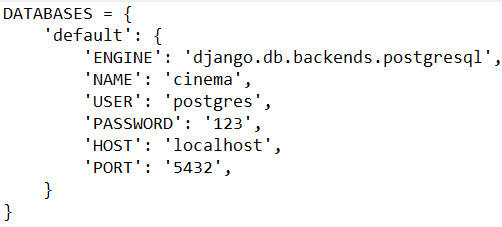 DATABASES = {
    'default': {
        'ENGINE': 'django.db.backends.postgresql',
        'NAME': 'cinema',
        'USER': 'postgres',
        'PASSWORD': '123',
        'HOST': 'localhost',
        'PORT': '5432',
    }
}